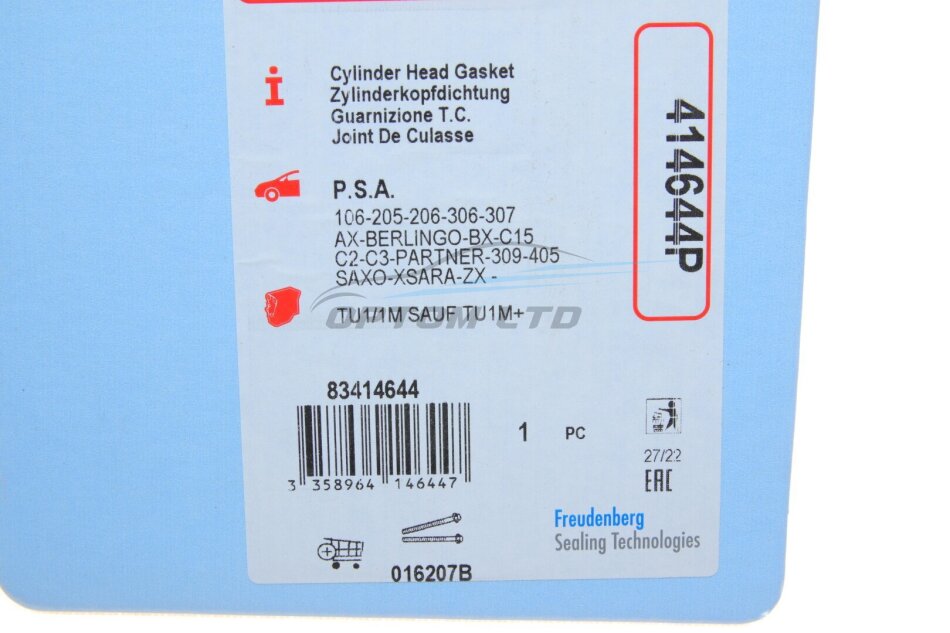 Cylinder Head Gasket
Zylinderkopfdichtung
Guarnizione T.C.
Joint De Culasse
414644P
P.S.A.
106-205-206-306-307
AX-BERLINGO-BX-C15
C2-C3-PARTNER-309-405
SAXO-XSARA-ZX -
TU1/1M SAUF TU1M+
OPTOM LTD
83414644
3 358964 146447
1 PC
27/22
EAC
Freudenberg
Sealing Technologies
016207B